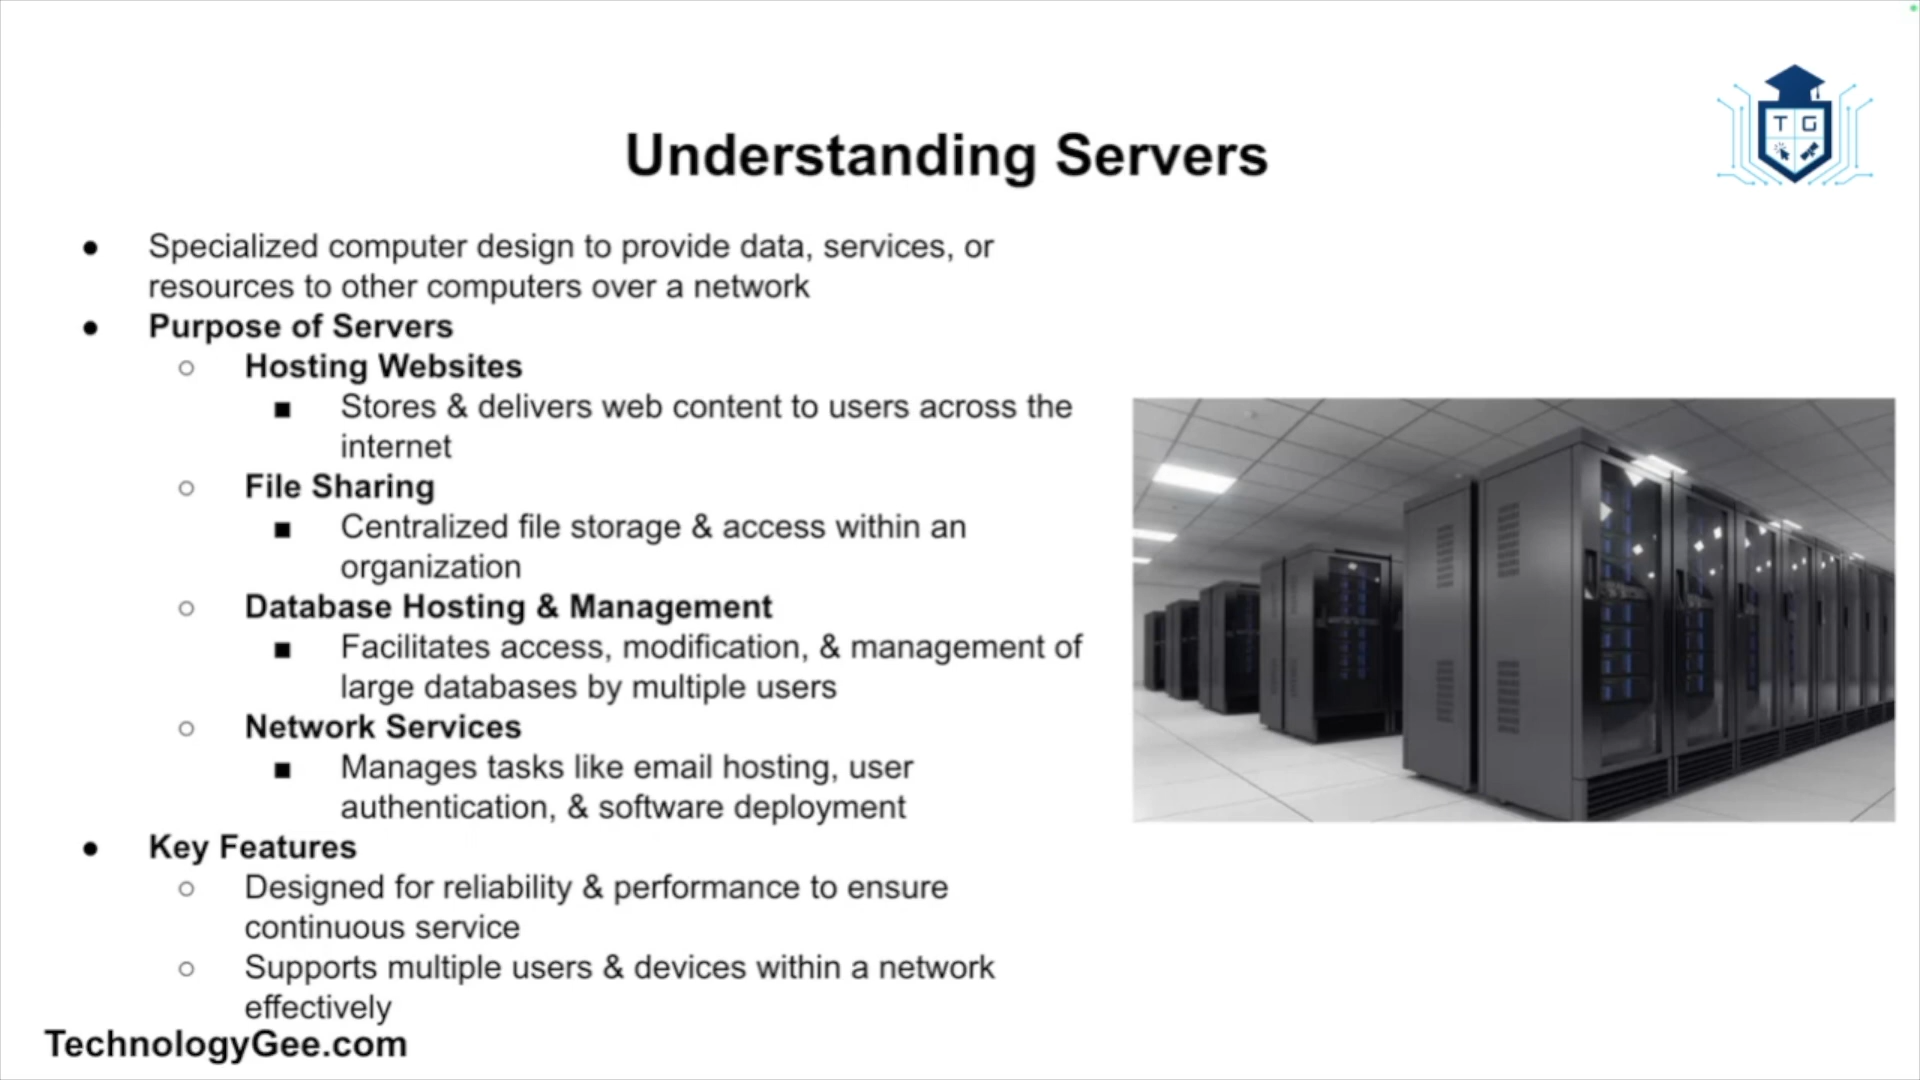 T G
Understanding Servers
● Specialized computer design to provide data, services, or
resources to other computers over a network
● Purpose of Servers
○ Hosting Websites
■ Stores & delivers web content to users across the
internet
○ File Sharing
■ Centralized file storage & access within an
organization
○ Database Hosting & Management
■ Facilitates access, modification, & management of
large databases by multiple users
○ Network Services
■ Manages tasks like email hosting, user
authentication, & software deployment
● Key Features
○ Designed for reliability & performance to ensure
continuous service
○ Supports multiple users & devices within a network
effectively
TechnologyGee.com